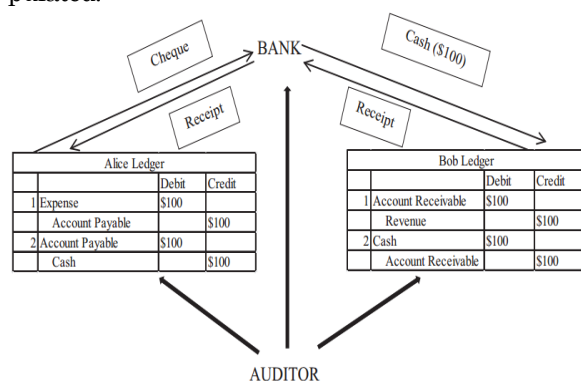 Cheque
BANK
Cash ($100)
Receipt
Receipt
Alice Ledger
Debit Credit
1 Expense $100
Account Payable $100
2 Account Payable $100
Cash $100
Bob Ledger
Debit Credit
1 Account Receivable $100
Revenue $100
2 Cash $100
Account Receivable $100
AUDITOR